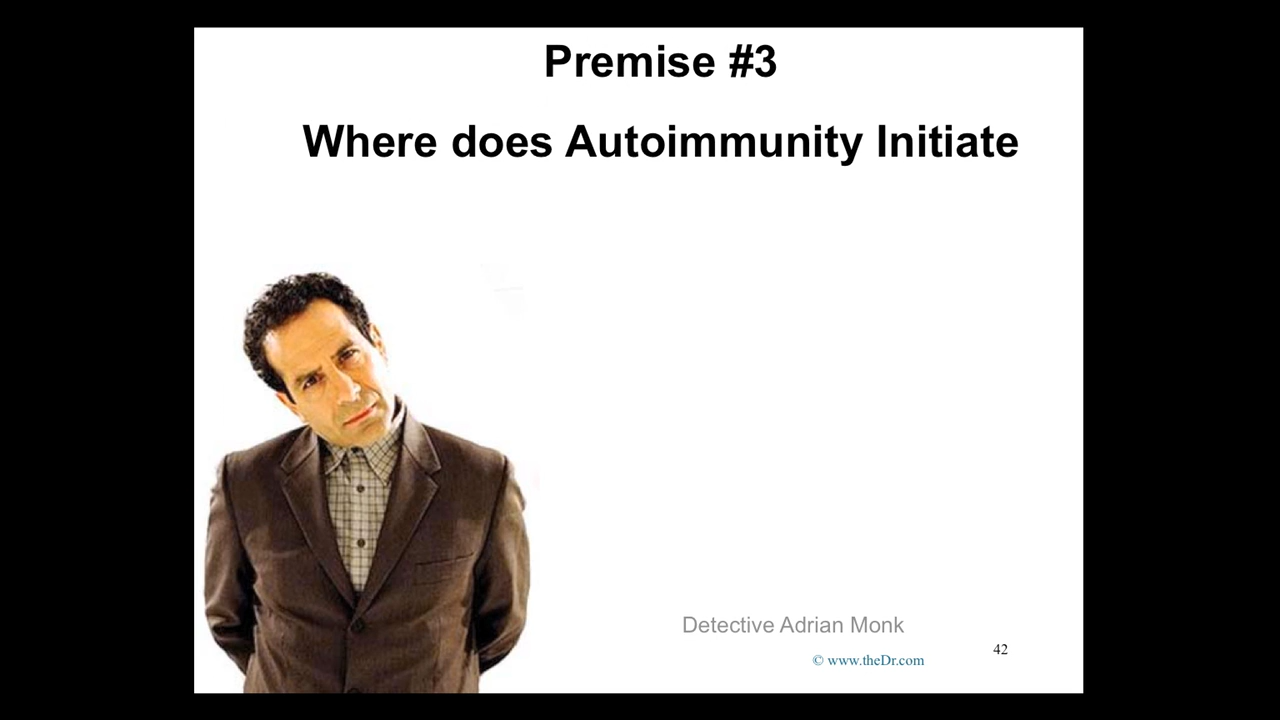 Premise #3
Where does Autoimmunity Initiate
Detective Adrian Monk
42
© www.theDr.com